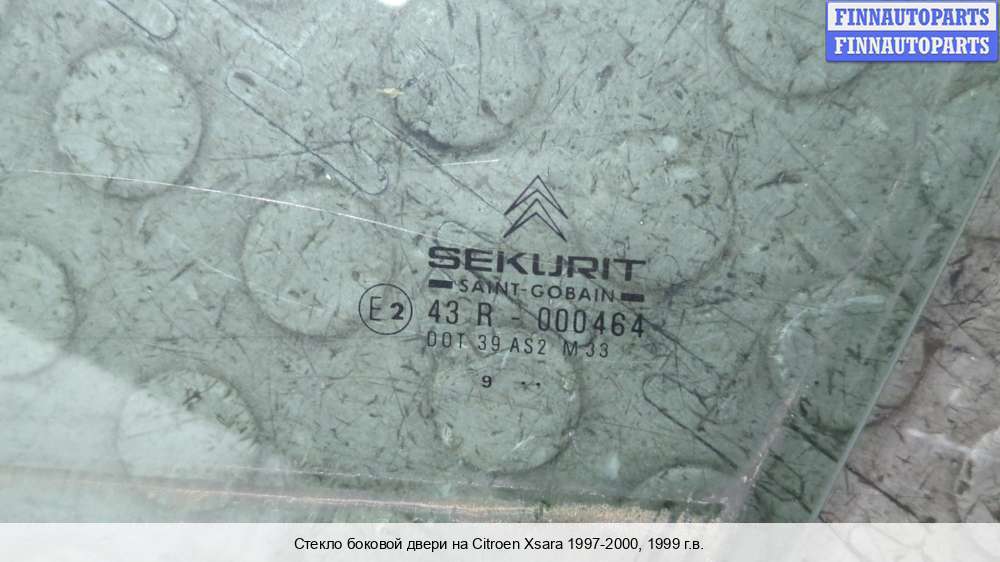 FINNAUTOPARTS
FINNAUTOPARTS
SEKURIT
SAINT-GOBAIN
E2 43 R - 000464
DOT 39 AS2 M 33
9 ..
Стекло боковой двери на Citroen Xsara 1997-2000, 1999 г.в.